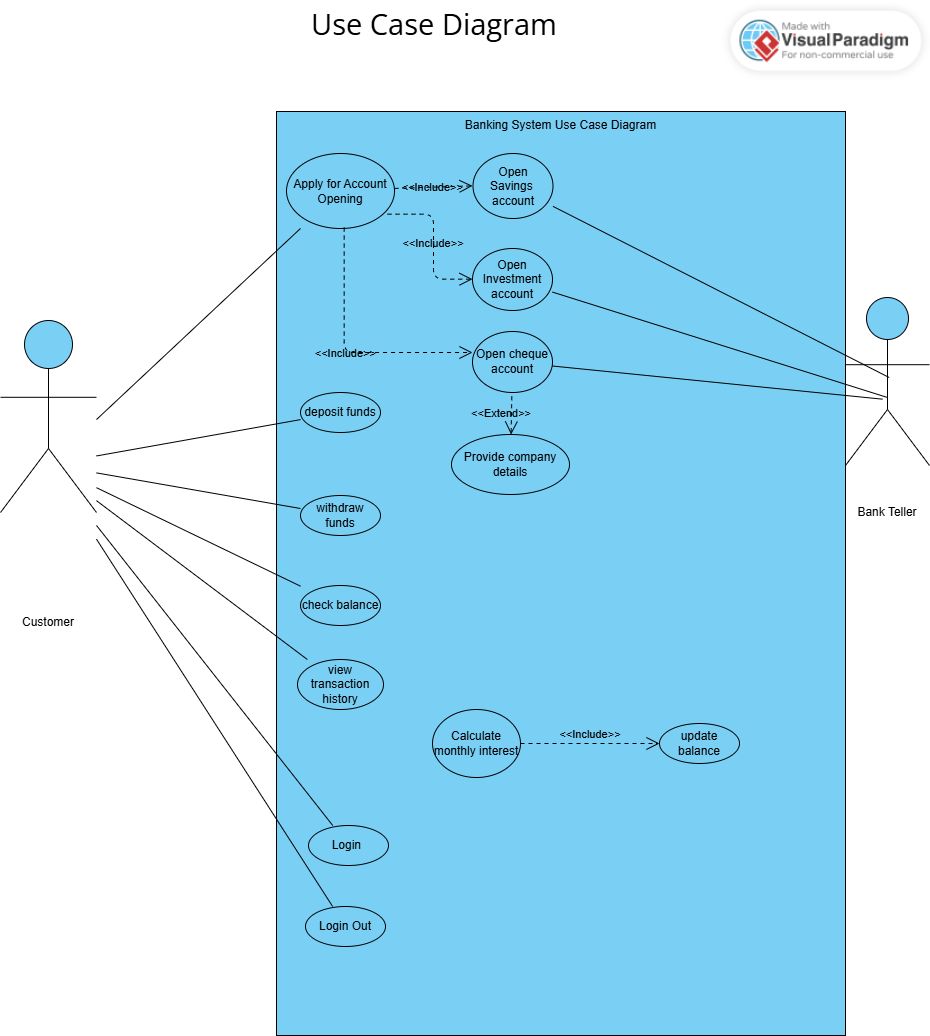 Use Case Diagram
Made with
Visual Paradigm
For non-commercial use
Banking System Use Case Diagram
Apply for Account
Opening
<<Include>>
Open
Savings
account
<<Include>>
Open
Investment
account
<<Include>>
Open cheque
account
deposit funds
<<Extend>>
Provide company
details
withdraw
funds
Bank Teller
check balance
Customer
view
transaction
history
Calculate
monthly interest
<<Include>>
update
balance
Login
Login Out